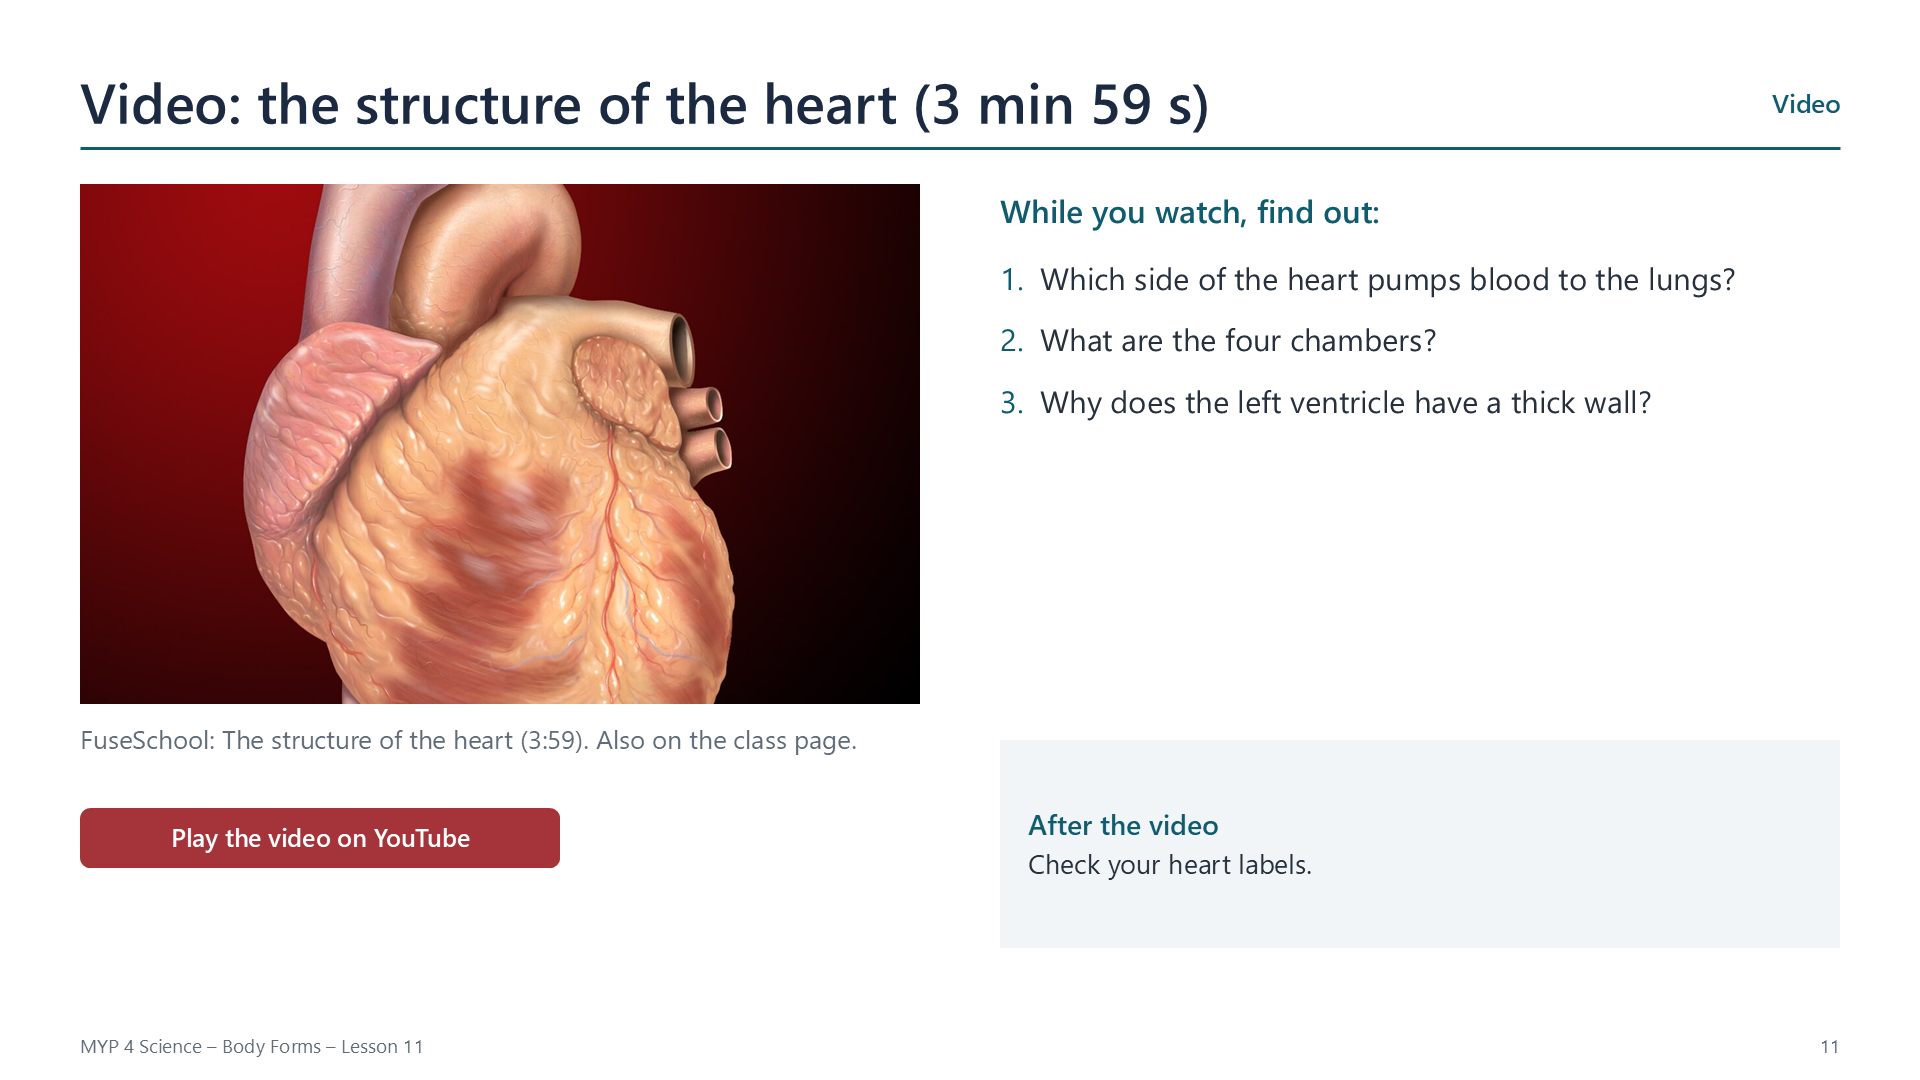 Video: the structure of the heart (3 min 59 s)
Video
While you watch, find out:
1. Which side of the heart pumps blood to the lungs?
2. What are the four chambers?
3. Why does the left ventricle have a thick wall?
FuseSchool: The structure of the heart (3:59). Also on the class page.
Play the video on YouTube
After the video
Check your heart labels.
MYP 4 Science – Body Forms – Lesson 11
11